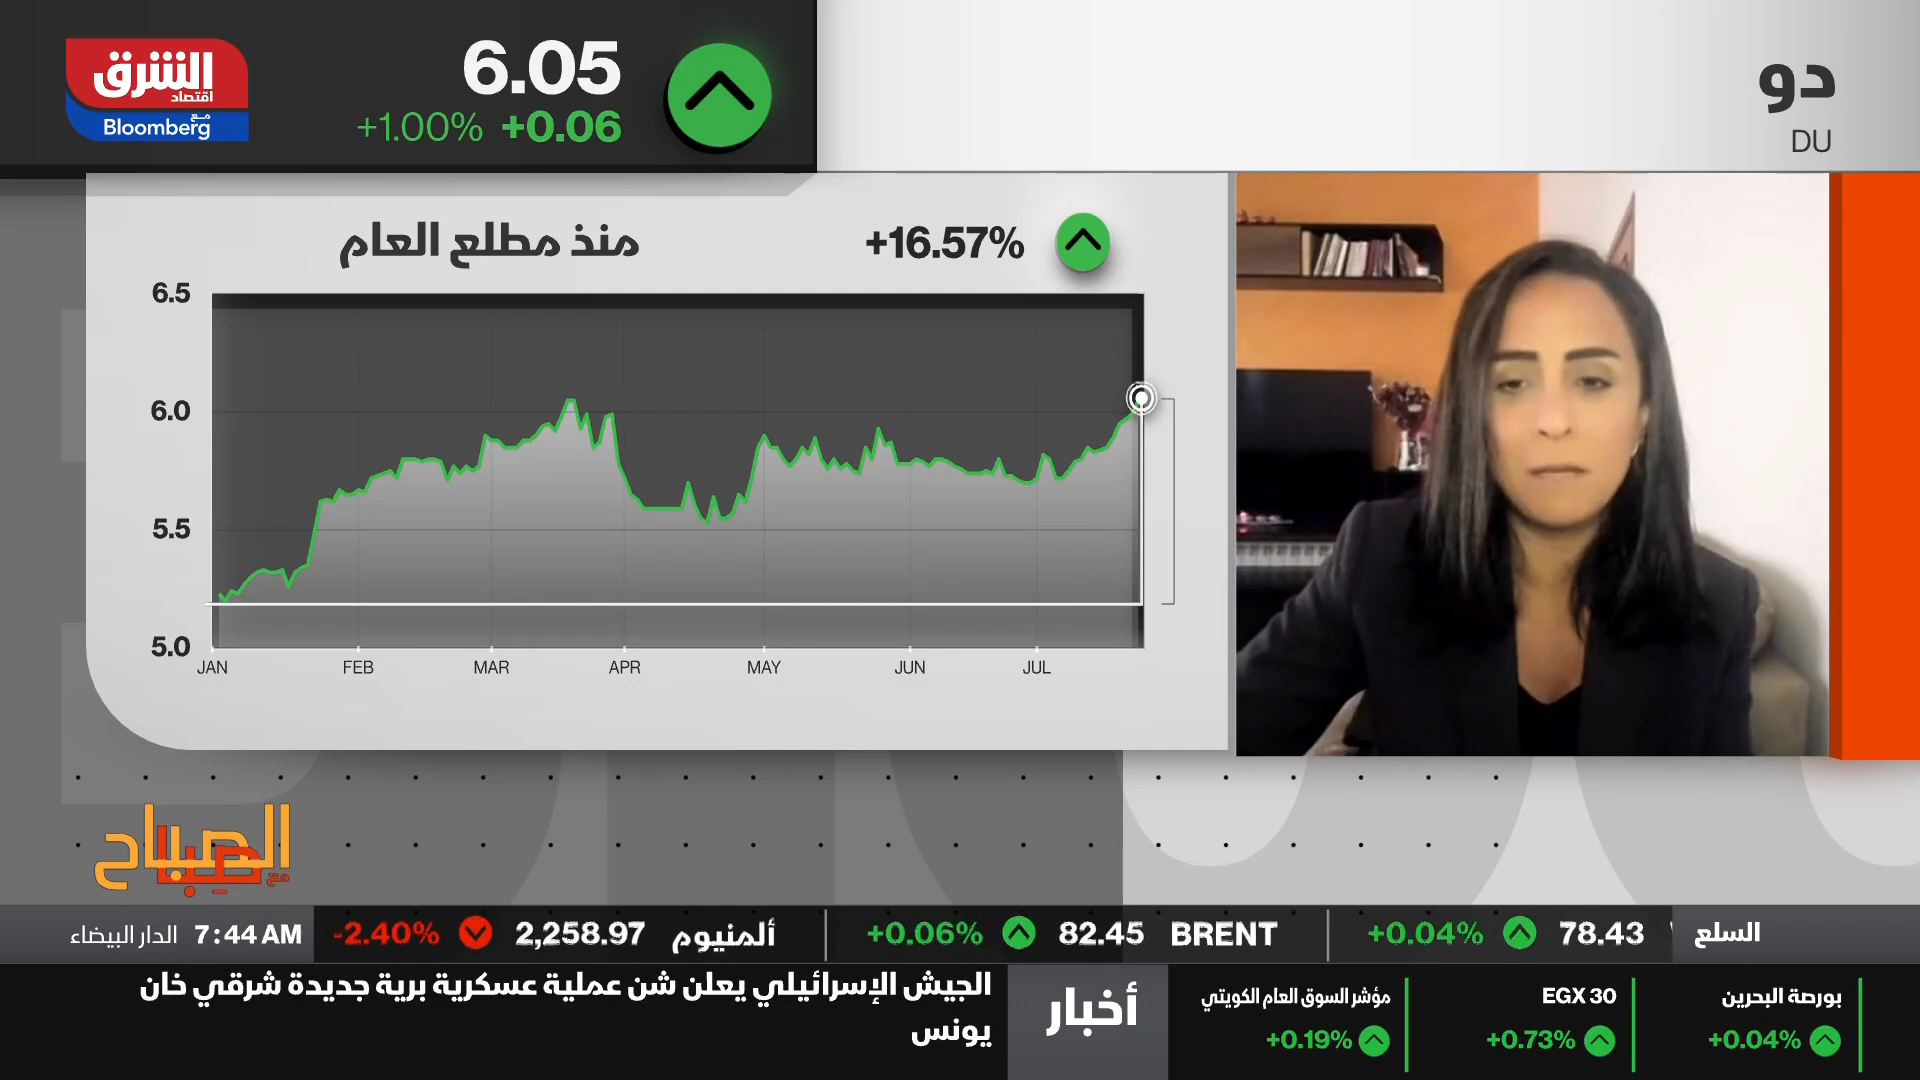 الشرق
اقتصاد
مع
Bloomberg
6.05
+1.00% +0.06
دو
DU
منذ مطلع العام
+16.57%
6.5
6.0
5.5
5.0
JAN FEB MAR APR MAY JUN JUL
الصباح
مع صبا
السلع
78.43 +0.04%
BRENT 82.45 +0.06%
ألمنيوم 2,258.97 -2.40%
7:44 AM الدار البيضاء
بورصة البحرين
+0.04%
EGX 30
+0.73%
مؤشر السوق العام الكويتي
+0.19%
أخبار
الجيش الإسرائيلي يعلن شن عملية عسكرية برية جديدة شرقي خان
يونس